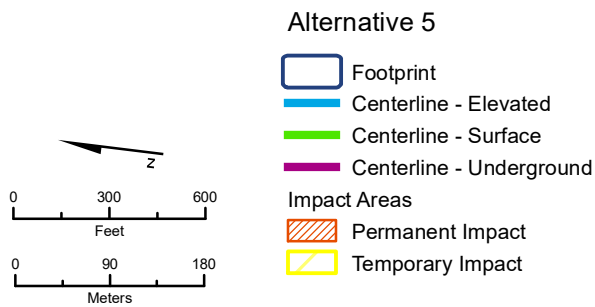 Alternative 5
Footprint
Centerline - Elevated
Centerline - Surface
Centerline - Underground
Impact Areas
Permanent Impact
Temporary Impact
N
0 300 600
Feet
0 90 180
Meters